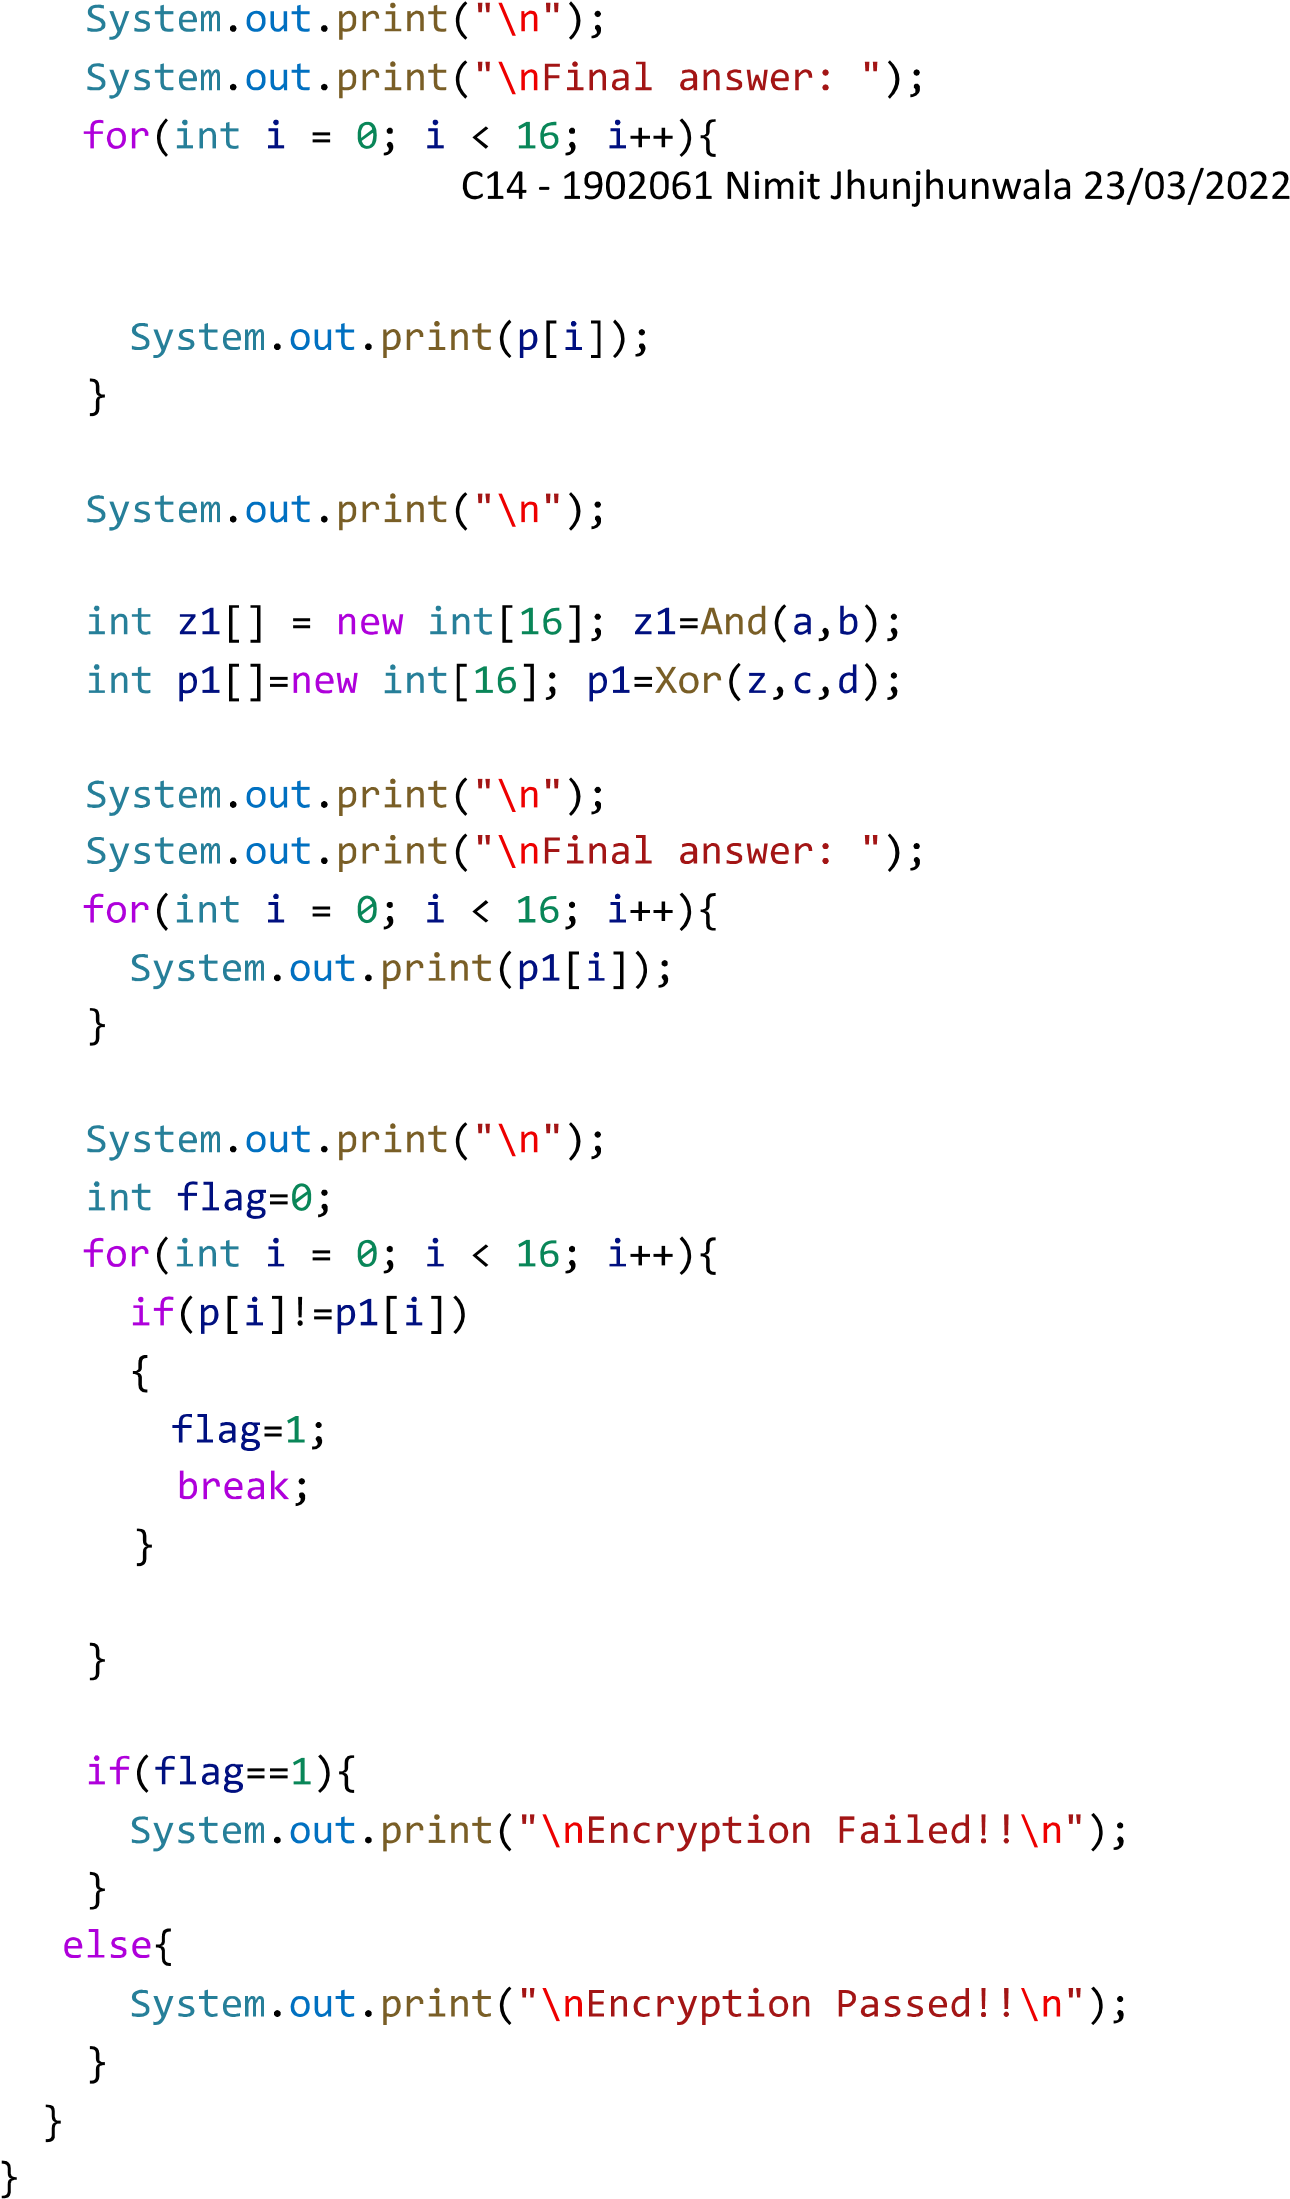 System.out.print("\n");
System.out.print("\nFinal answer: ");
for(int i = 0; i < 16; i++){
C14 - 1902061 Nimit Jhunjhunwala 23/03/2022
System.out.print(p[i]);
}
System.out.print("\n");
int z1[] = new int[16]; z1=And(a,b);
int p1[]=new int[16]; p1=Xor(z,c,d);
System.out.print("\n");
System.out.print("\nFinal answer: ");
for(int i = 0; i < 16; i++){
System.out.print(p1[i]);
}
System.out.print("\n");
int flag=0;
for(int i = 0; i < 16; i++){
if(p[i]!=p1[i])
{
flag=1;
break;
}
}
if(flag==1){
System.out.print("\nEncryption Failed!!\n");
}
else{
System.out.print("\nEncryption Passed!!\n");
}
}
}